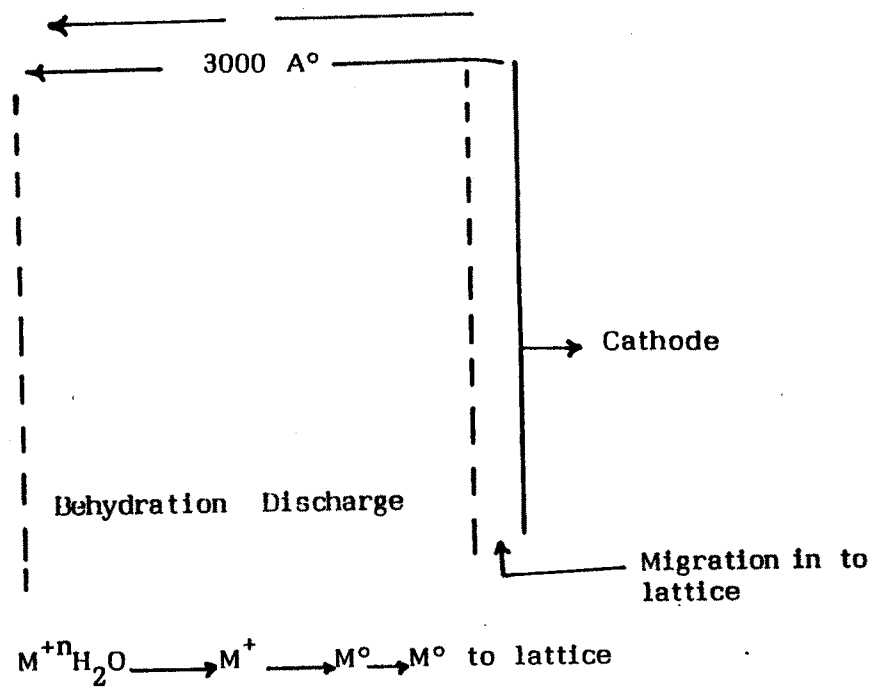 3000 A°
Cathode
Dehydration Discharge
Migration in to
lattice
M⁺ⁿH₂O → M⁺ → M° → M° to lattice